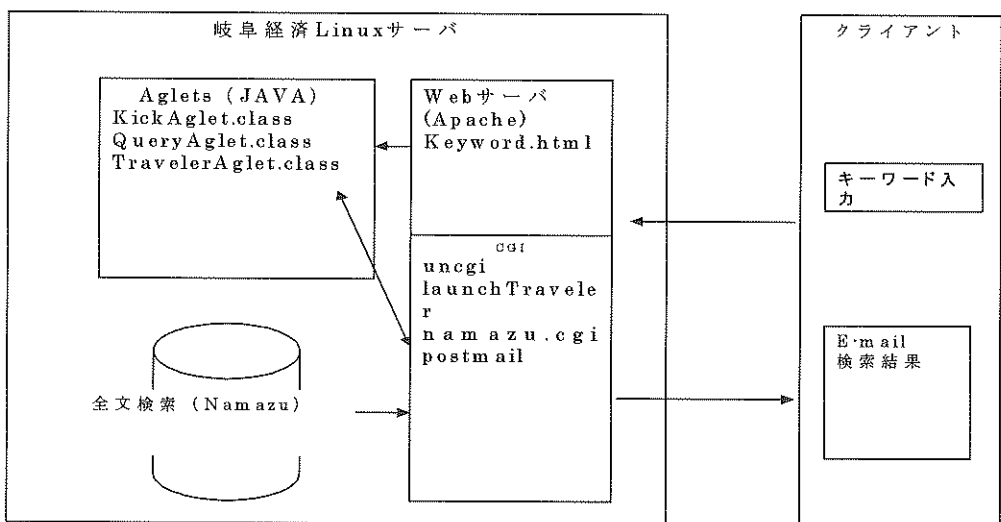 岐阜経済Linuxサーバ
クライアント
Aglets (JAVA)
KickAglet.class
QueryAglet.class
TravelerAglet.class
Webサーバ
(Apache)
Keyword.html
キーワード入
力
CGI
uncgi
launchTravele
r
namazu.cgi
postmail
E-mail
検索結果
全文検索 (Namazu)